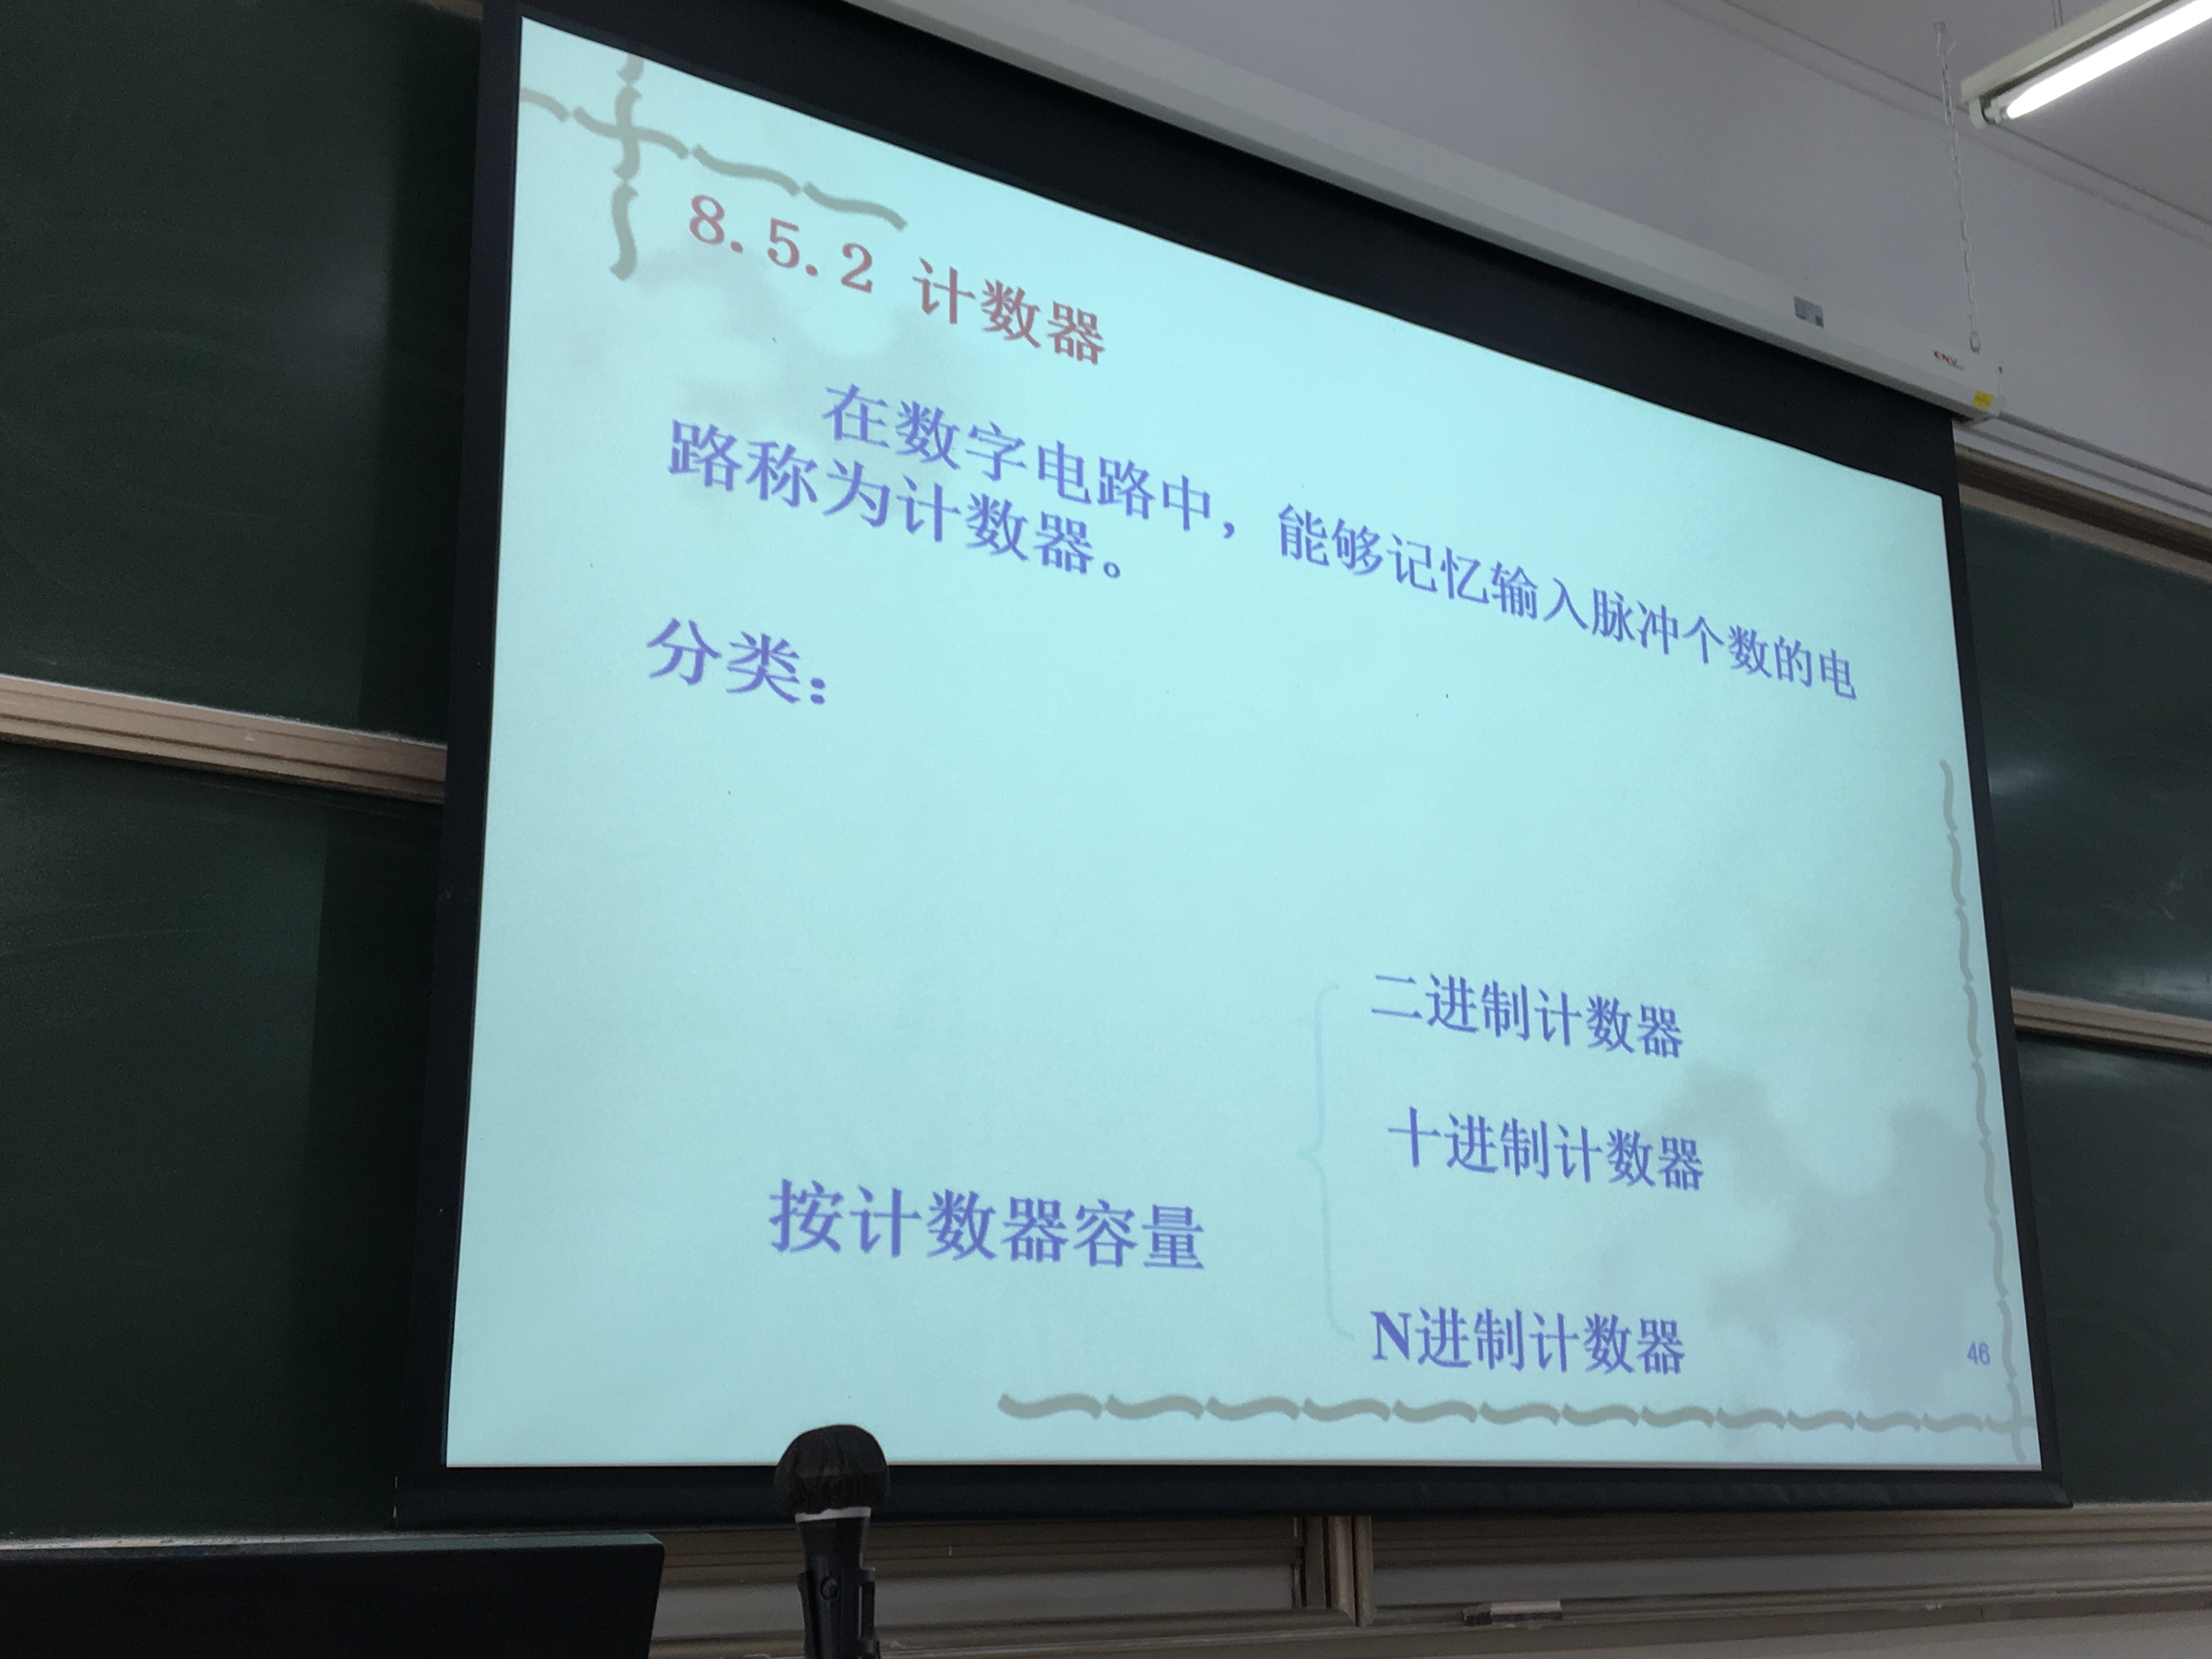 8.5.2 计数器
在数字电路中，能够记忆输入脉冲个数的电
路称为计数器。
分类：
二进制计数器
十进制计数器
按计数器容量
N进制计数器
46